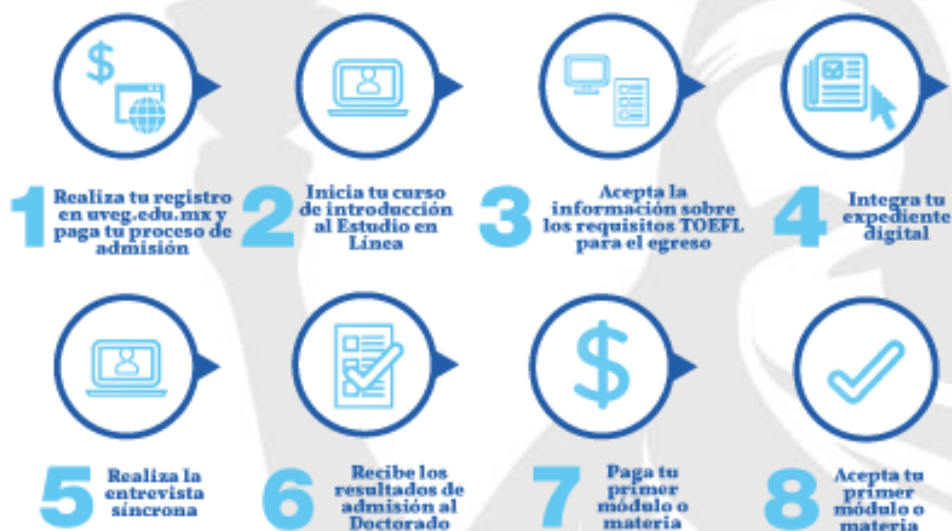 $
1
Realiza tu registro
en uveg.edu.mx y
paga tu proceso de
admisión
2
Inicia tu curso
de introducción
al Estudio en
Línea
3
Acepta la
información sobre
los requisitos TOEFL
para el egreso
4
Integra tu
expediente
digital
5
Realiza la
entrevista
síncrona
6
Recibe los
resultados de
admisión al
Doctorado
$
7
Paga tu
primer
módulo o
materia
8
Acepta tu
primer
módulo o
materia